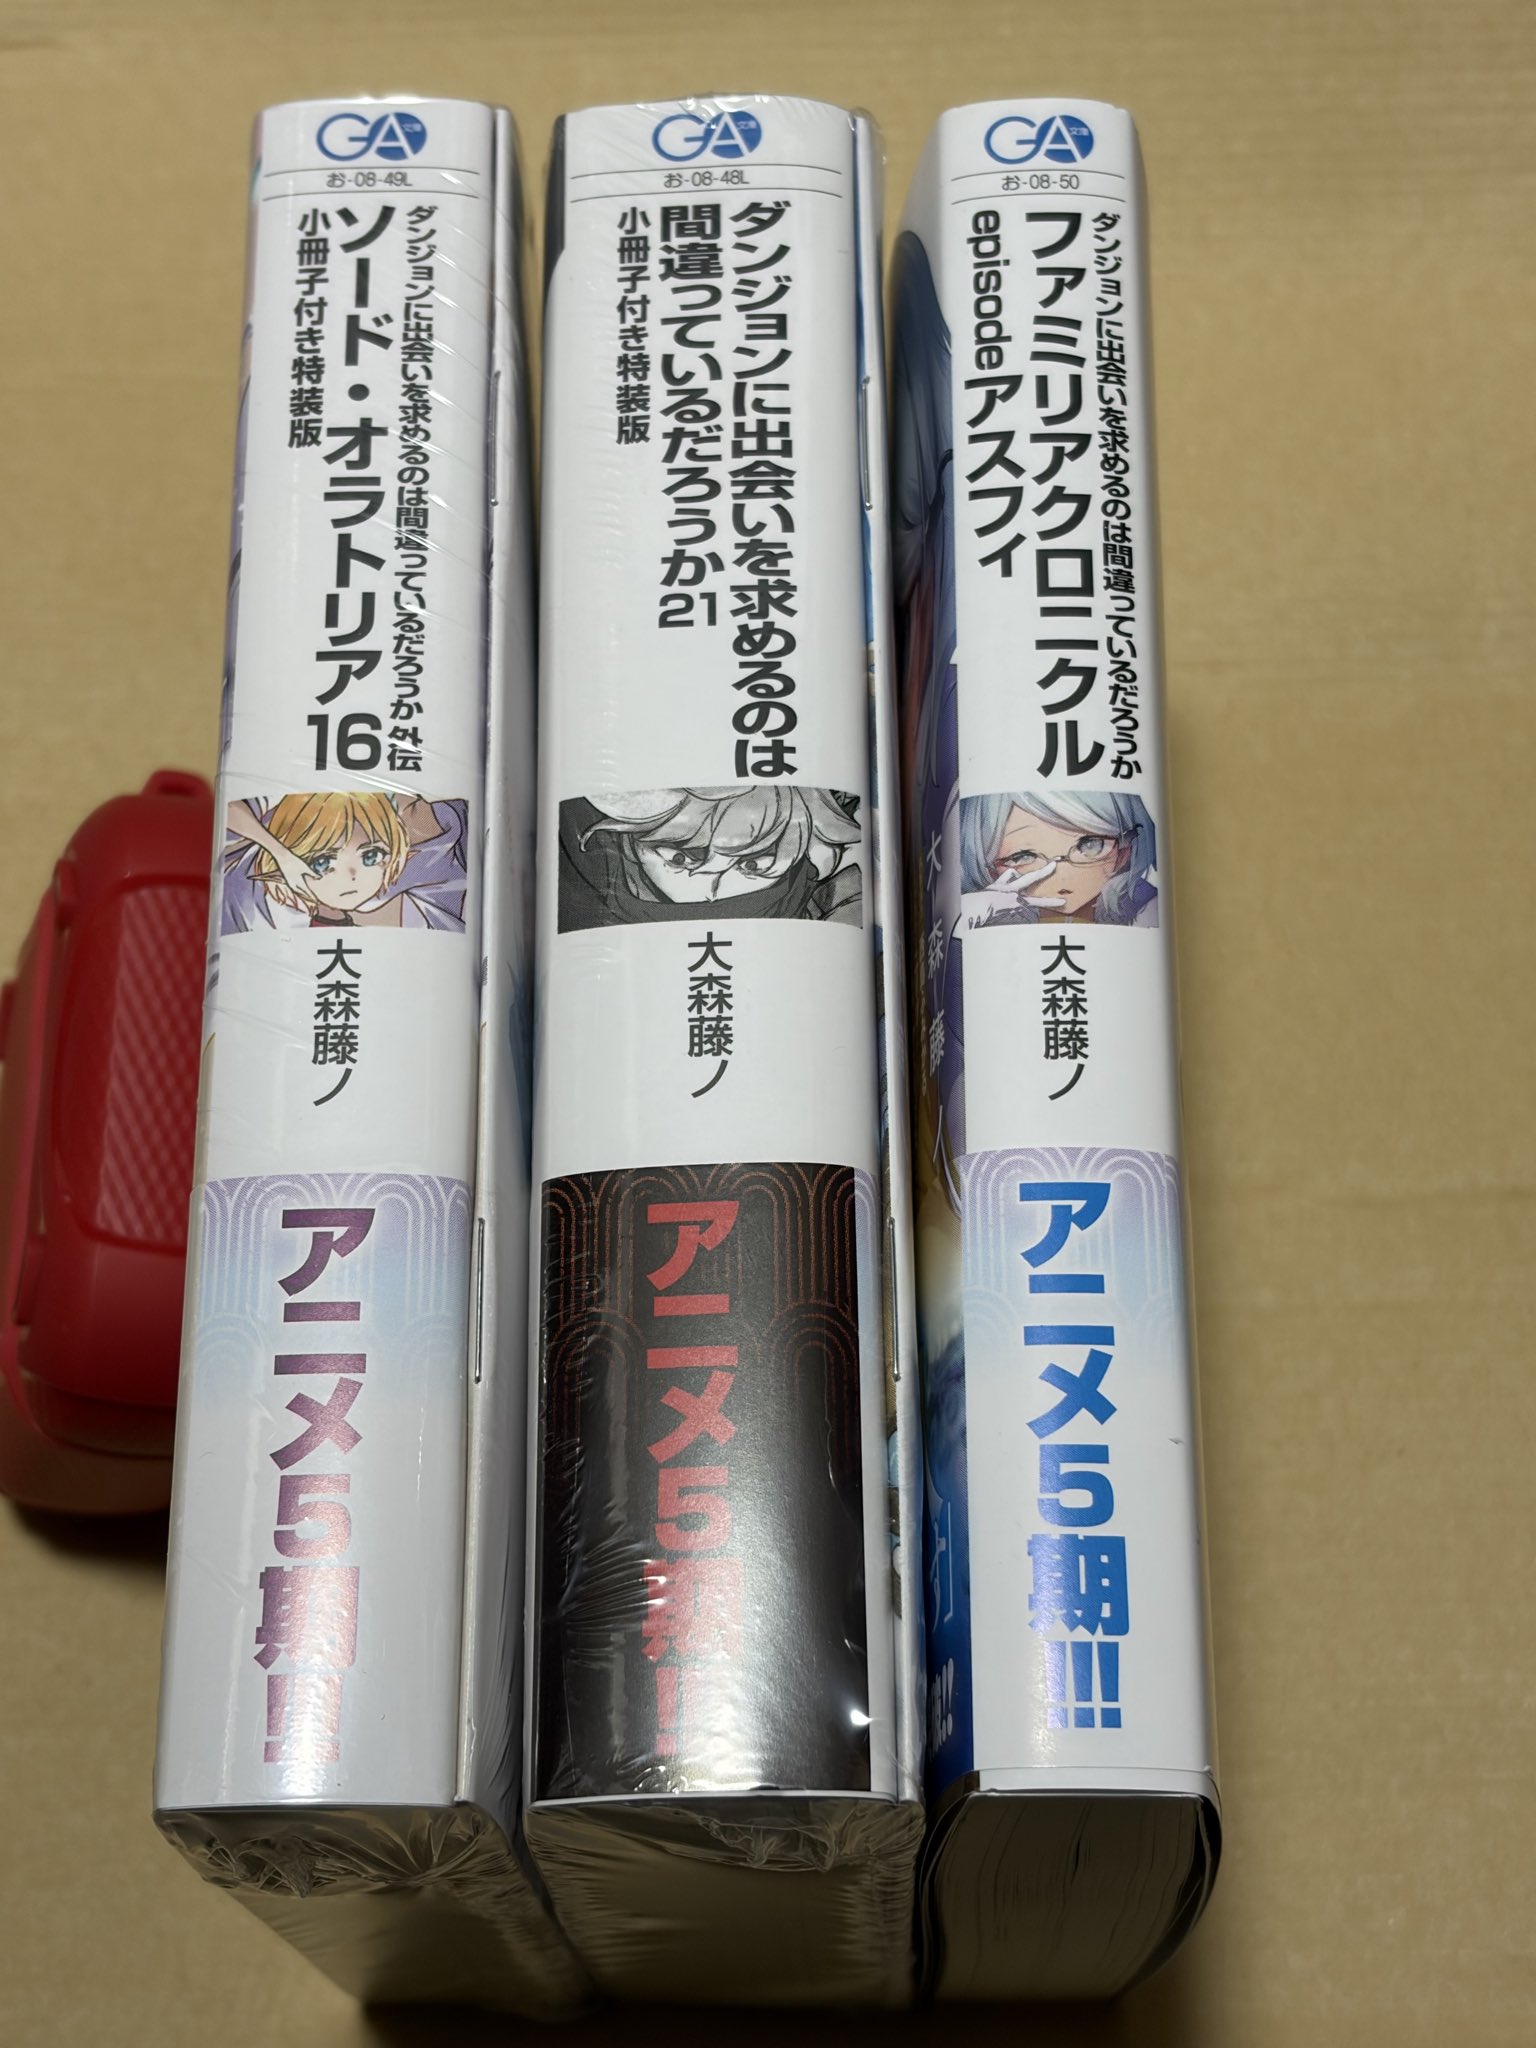 GA文庫
お-08-49L
ダンジョンに出会いを求めるのは間違っているだろうか 外伝
ソード・オラトリア16
小冊子付き特装版
大森藤ノ
アニメ5期!!!
GA文庫
お-08-48L
ダンジョンに出会いを求めるのは
間違っているだろうか21
小冊子付き特装版
大森藤ノ
アニメ5期!!!
GA文庫
お-08-50
ダンジョンに出会いを求めるのは間違っているだろうか
ファミリアクロニクル
episodeアスフィ
大森藤ノ
アニメ5期!!!
大森藤ノ